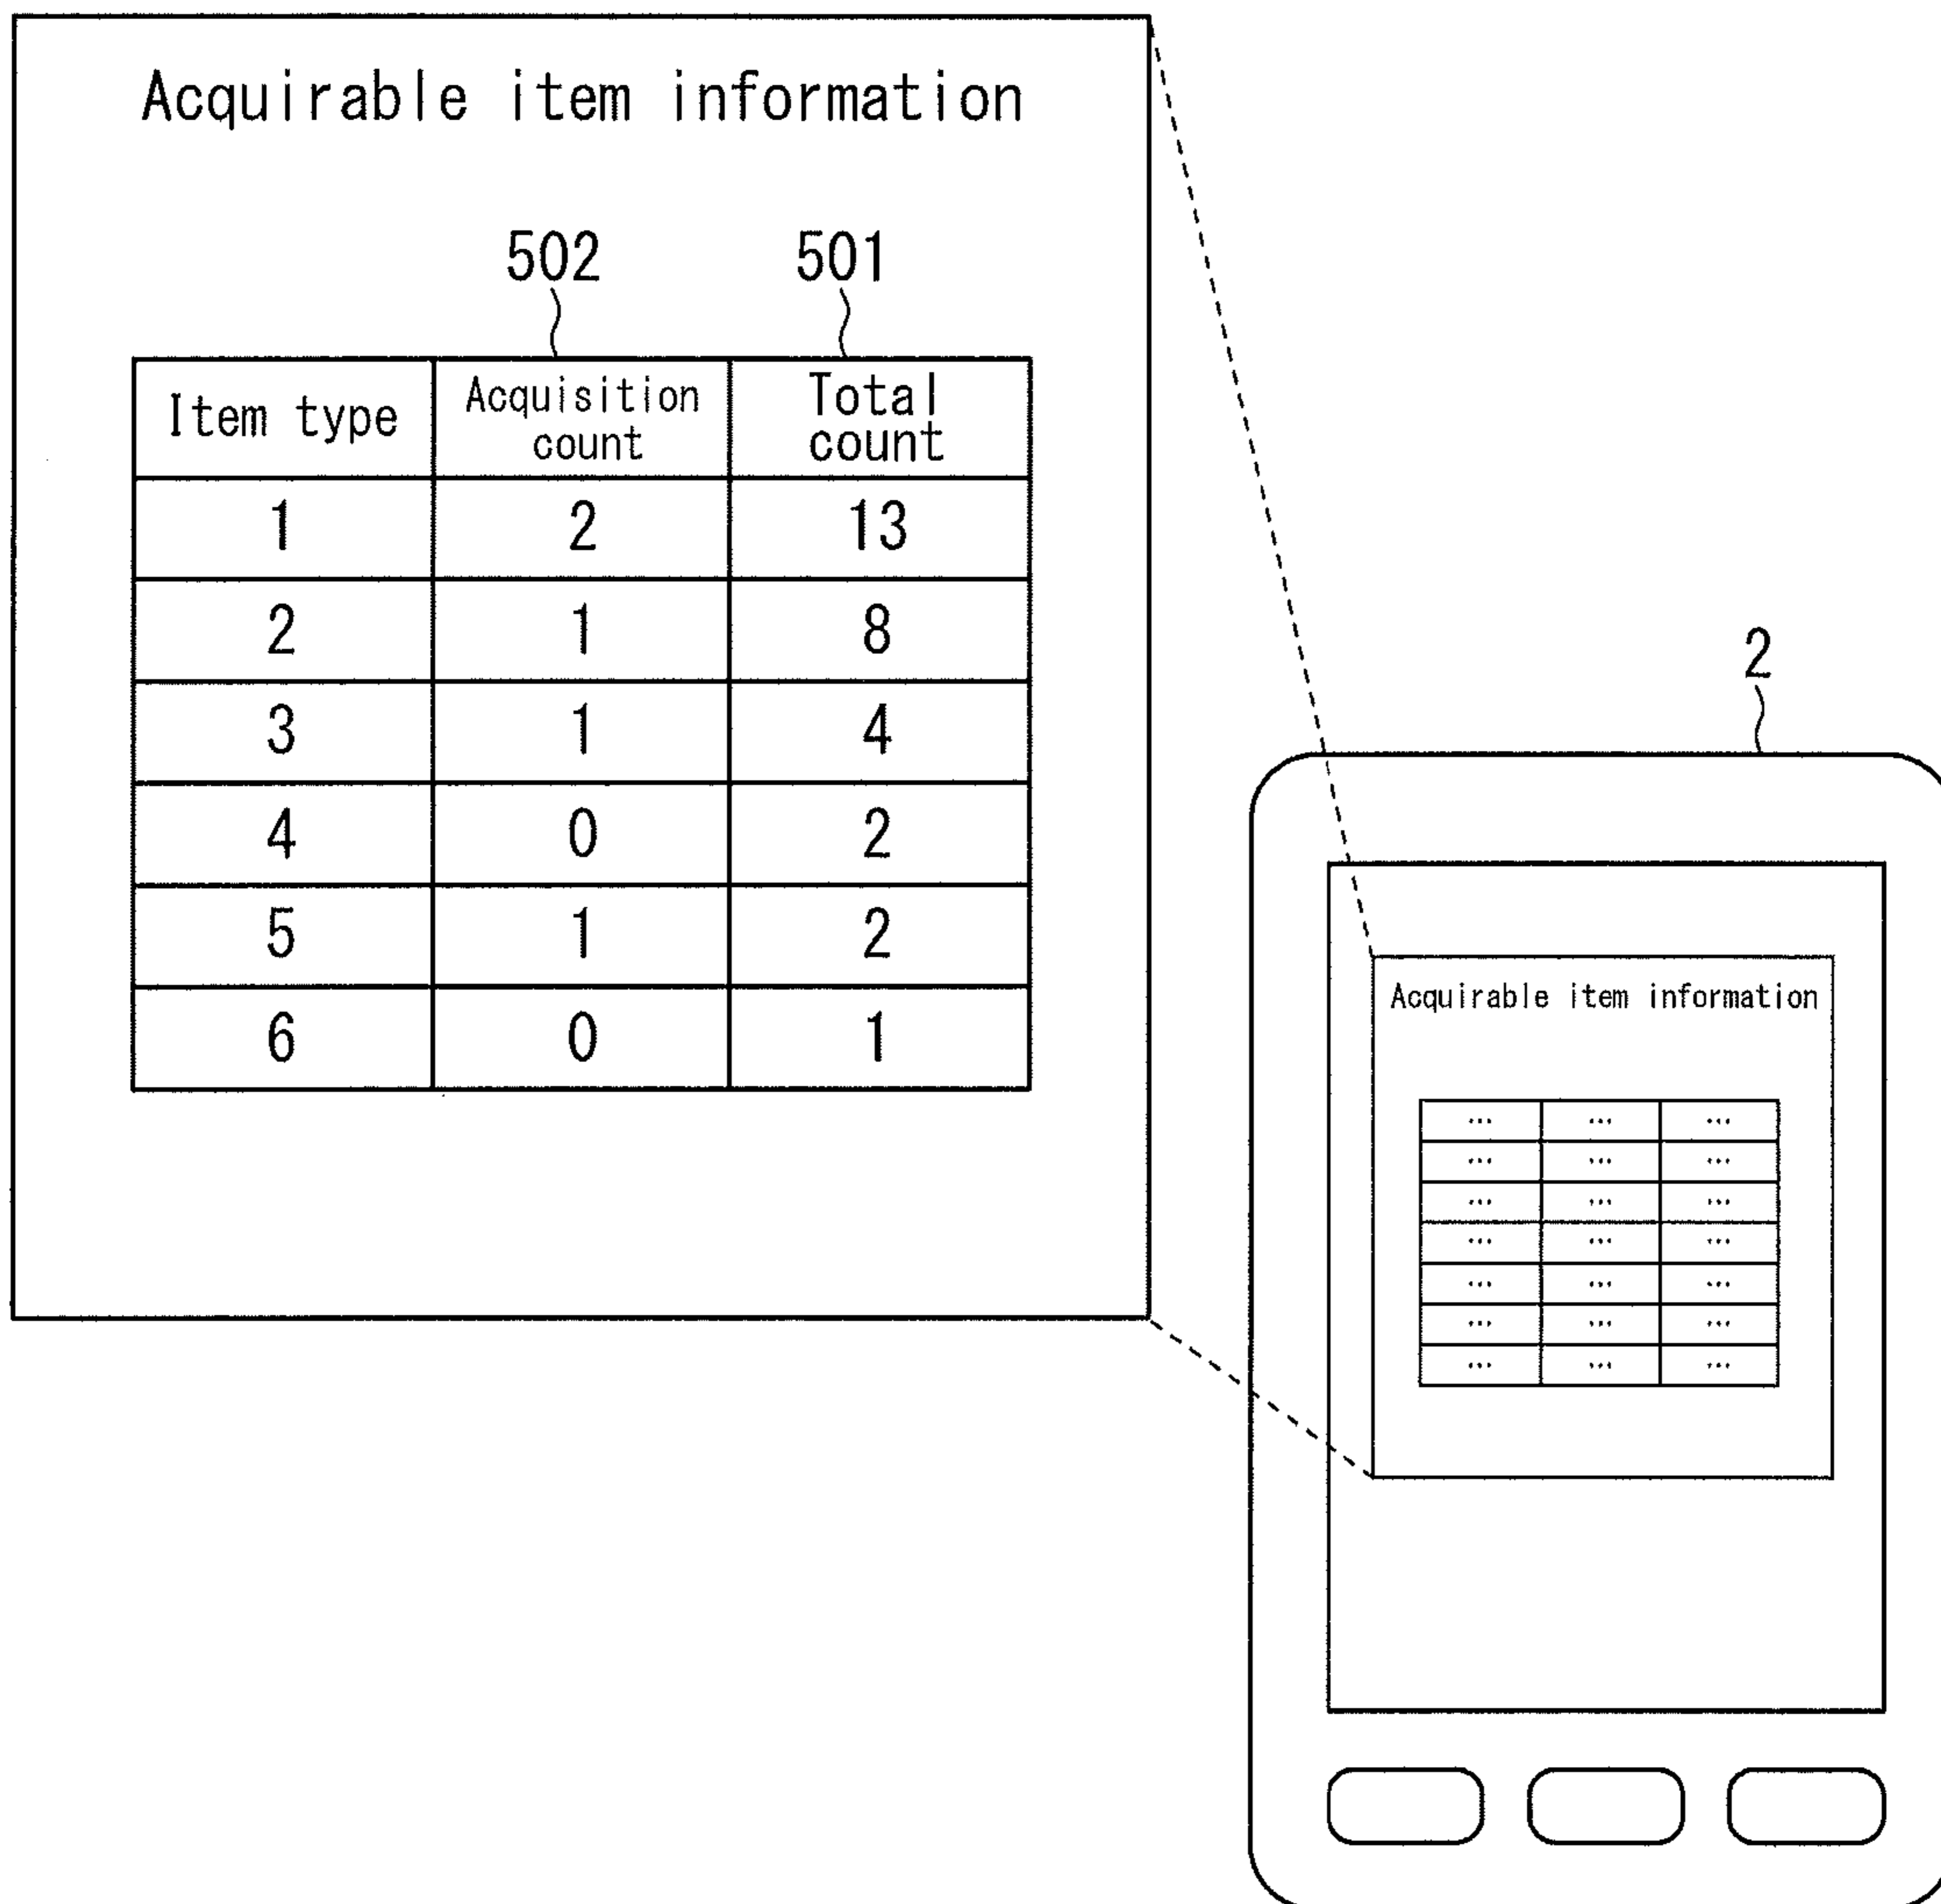 Acquirable item information
502 501
Item type Acquisition count Total count
1 2 13
2 1 8
3 1 4
4 0 2
5 1 2
6 0 1
2
Acquirable item information
... ... ...
... ... ...
... ... ...
... ... ...
... ... ...
... ... ...
... ... ...